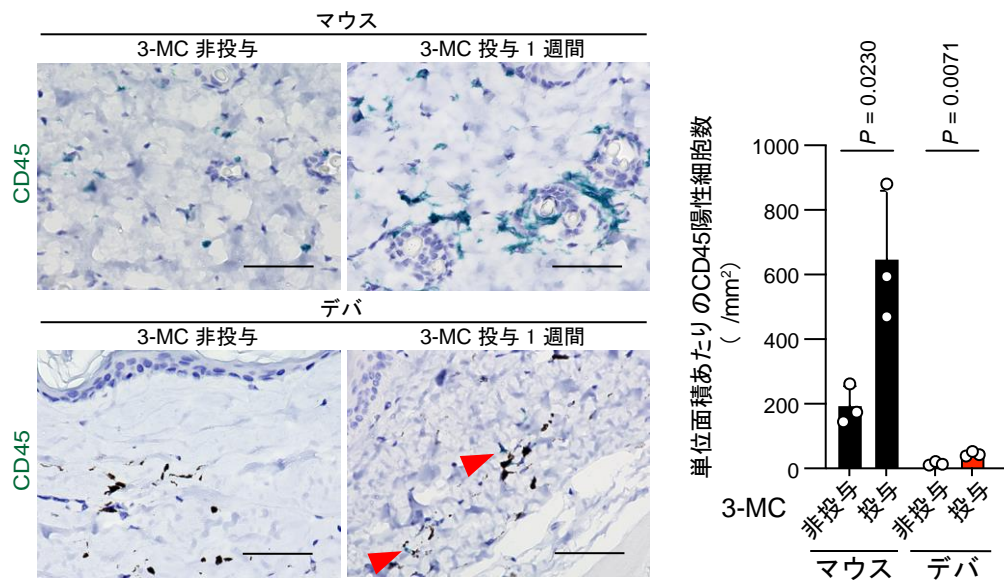 マウス
3-MC 非投与
3-MC 投与 1 週間
CD45
デバ
3-MC 非投与
3-MC 投与 1 週間
CD45
単位面積あたりのCD45陽性細胞数
( /mm²)
P = 0.0230
P = 0.0071
1000
800
600
400
200
0
3-MC
非投与
投与
非投与
投与
マウス
デバ